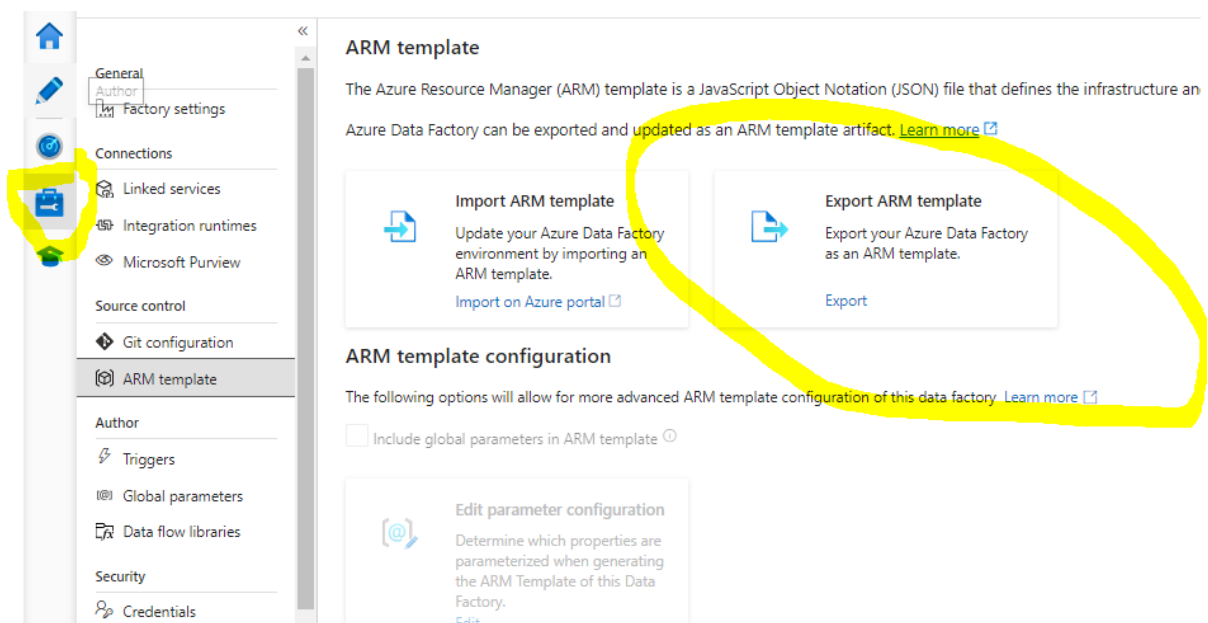 General
Author
Factory settings
Connections
Linked services
Integration runtimes
Microsoft Purview
Source control
Git configuration
ARM template
Author
Triggers
Global parameters
Data flow libraries
Security
Credentials
ARM template
The Azure Resource Manager (ARM) template is a JavaScript Object Notation (JSON) file that defines the infrastructure
Azure Data Factory can be exported and updated as an ARM template artifact. Learn more
Import ARM template
Update your Azure Data Factory
environment by importing an
ARM template.
Import on Azure portal
Export ARM template
Export your Azure Data Factory
as an ARM template.
Export
ARM template configuration
The following options will allow for more advanced ARM template configuration of this data factory Learn more
Include global parameters in ARM template
Edit parameter configuration
Determine which properties are
parameterized when generating
the ARM Template of this Data
Factory.
Edit